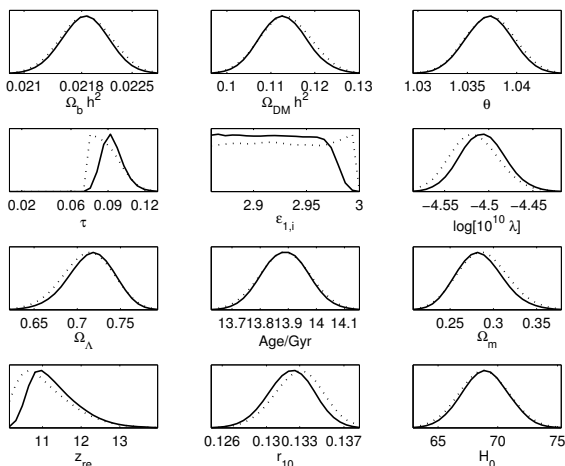 0.021 0.0218 0.0225
Ω_b h²
0.1 0.11 0.12 0.13
Ω_DM h²
1.03 1.035 1.04
θ
0.02 0.06 0.09 0.12
τ
2.9 2.95 3
ε_1,i
−4.55 −4.5 −4.45
log[10^10 λ]
0.65 0.7 0.75
Ω_Λ
13.7 13.8 13.9 14 14.1
Age/Gyr
0.25 0.3 0.35
Ω_m
11 12 13
z_re
0.126 0.130 0.133 0.137
r_10
65 70 75
H_0